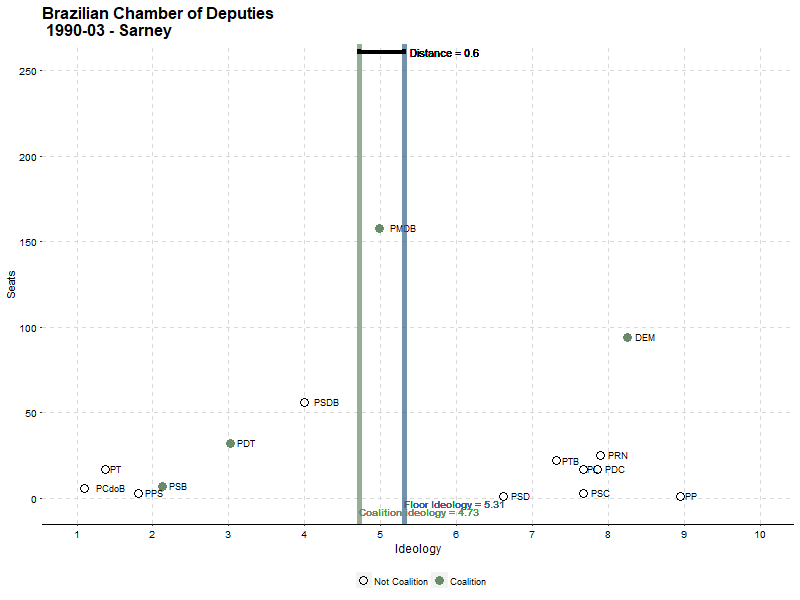 Brazilian Chamber of Deputies
1990-03 - Sarney
Distance = 0.6
250
200
PMDB
150
Seats
100
DEM
50
PSDB
PDT
PRN
PTB
PT
PL
PDC
PCdoB
PSB
PPS
PSC
PSD
PP
0
Floor Ideology = 5.31
Coalition Ideology = 4.73
1 2 3 4 5 6 7 8 9 10
Ideology
Not Coalition Coalition